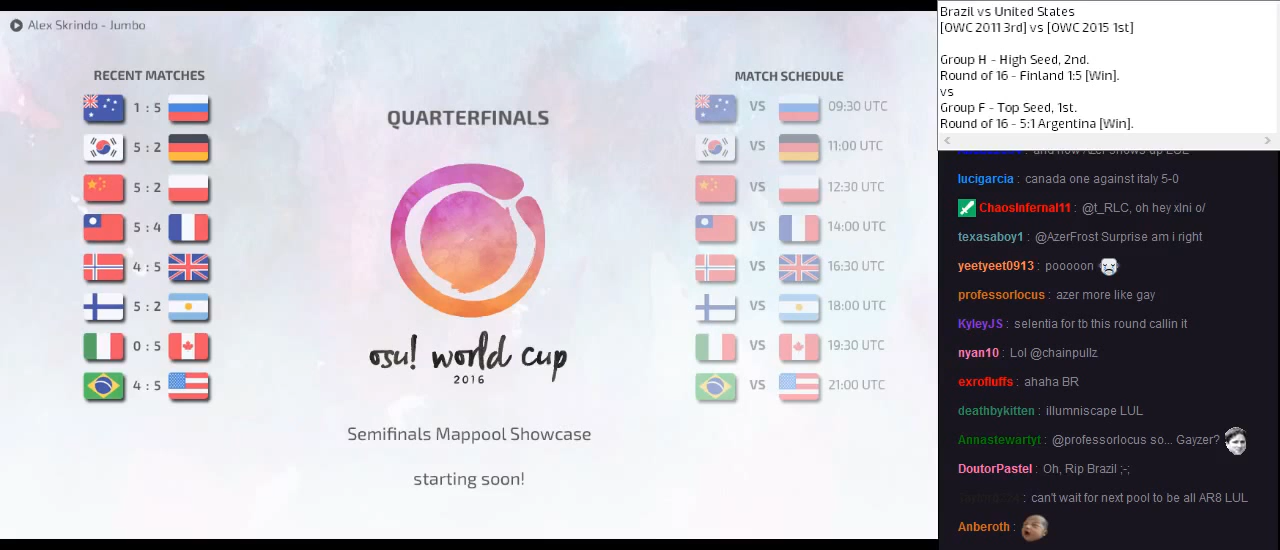 Alex Skrindo - Jumbo
RECENT MATCHES
1 : 5
5 : 2
5 : 2
5 : 4
4 : 5
5 : 2
0 : 5
4 : 5
QUARTERFINALS
osu! world cup
2016
Semifinals Mappool Showcase
starting soon!
MATCH SCHEDULE
VS 09:30 UTC
VS 11:00 UTC
VS 12:30 UTC
VS 14:00 UTC
VS 16:30 UTC
VS 18:00 UTC
VS 19:30 UTC
VS 21:00 UTC
Brazil vs United States
[OWC 2011 3rd] vs [OWC 2015 1st]
Group H - High Seed, 2nd.
Round of 16 - Finland 1:5 [Win].
vs
Group F - Top Seed, 1st.
Round of 16 - 5:1 Argentina [Win].
lucigarcia : canada one against italy 5-0
ChaosInfernal11 : @t_RLC, oh hey xlni o/
texasaboy1 : @AzerFrost Surprise am i right
yeetyeet0913 : pooooon
professorlocus : azer more like gay
KyleyJS : selentia for tb this round callin it
nyan10 : Lol @chainpullz
exrofluffs : ahaha BR
deathbykitten : illumniscape LUL
Annastewartyt : @professorlocus so... Gayzer?
DoutorPastel : Oh, Rip Brazil ;-;
: can't wait for next pool to be all AR8 LUL
Anberoth :